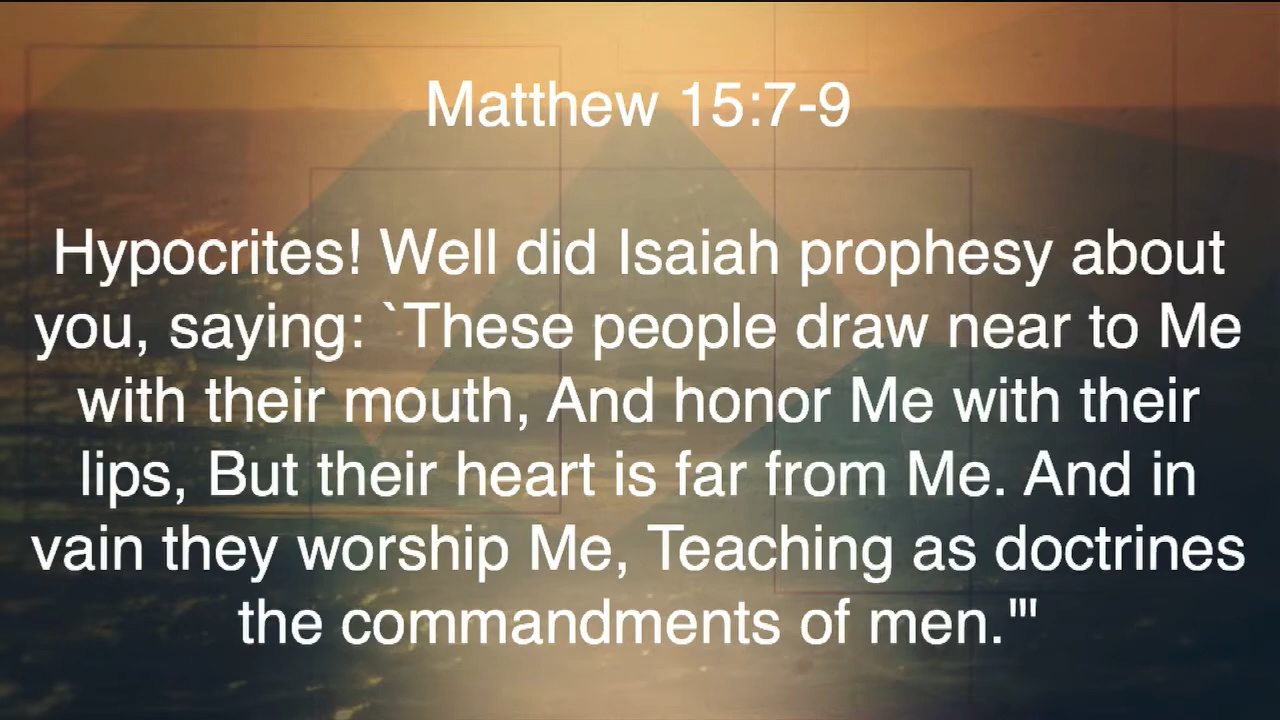 Matthew 15:7-9
Hypocrites! Well did Isaiah prophesy about
you, saying: `These people draw near to Me
with their mouth, And honor Me with their
lips, But their heart is far from Me. And in
vain they worship Me, Teaching as doctrines
the commandments of men."'